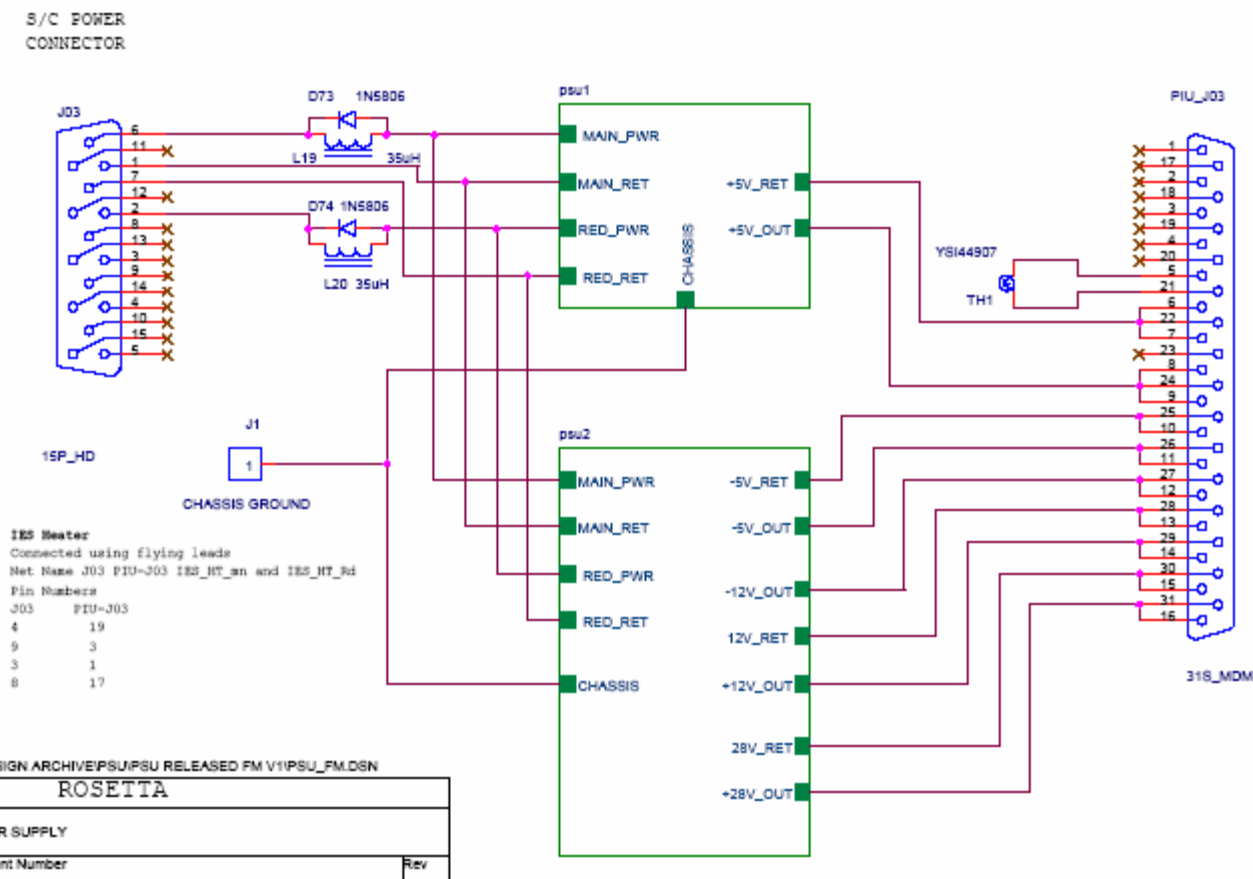 S/C POWER
CONNECTOR
J03
6
11
1
7
12
2
8
13
3
9
14
4
10
15
5
15P_HD
D73 1N5806
L19 35uH
D74 1N5806
L20 35uH
J1
1
CHASSIS GROUND
psu1
MAIN_PWR
MAIN_RET
RED_PWR
RED_RET
CHASSIS
+5V_RET
+5V_OUT
psu2
MAIN_PWR
MAIN_RET
RED_PWR
RED_RET
CHASSIS
-5V_RET
-5V_OUT
-12V_OUT
12V_RET
+12V_OUT
28V_RET
+28V_OUT
YSI44907
TH1
PIU_J03
1
17
2
18
3
19
4
20
5
21
6
22
7
23
8
24
9
25
10
26
11
27
12
28
13
29
14
30
15
31
16
31S_MDM
IES Heater
Connected using flying leads
Net Name J03 PIU-J03 IES_HT_mn and IES_HT_Rd
Pin Numbers
J03 PIU-J03
4 19
9 3
3 1
8 17
SIGN ARCHIVE\PSU\PSU RELEASED FM V1\PSU_FM.DSN
ROSETTA
R SUPPLY
nt Number
Rev